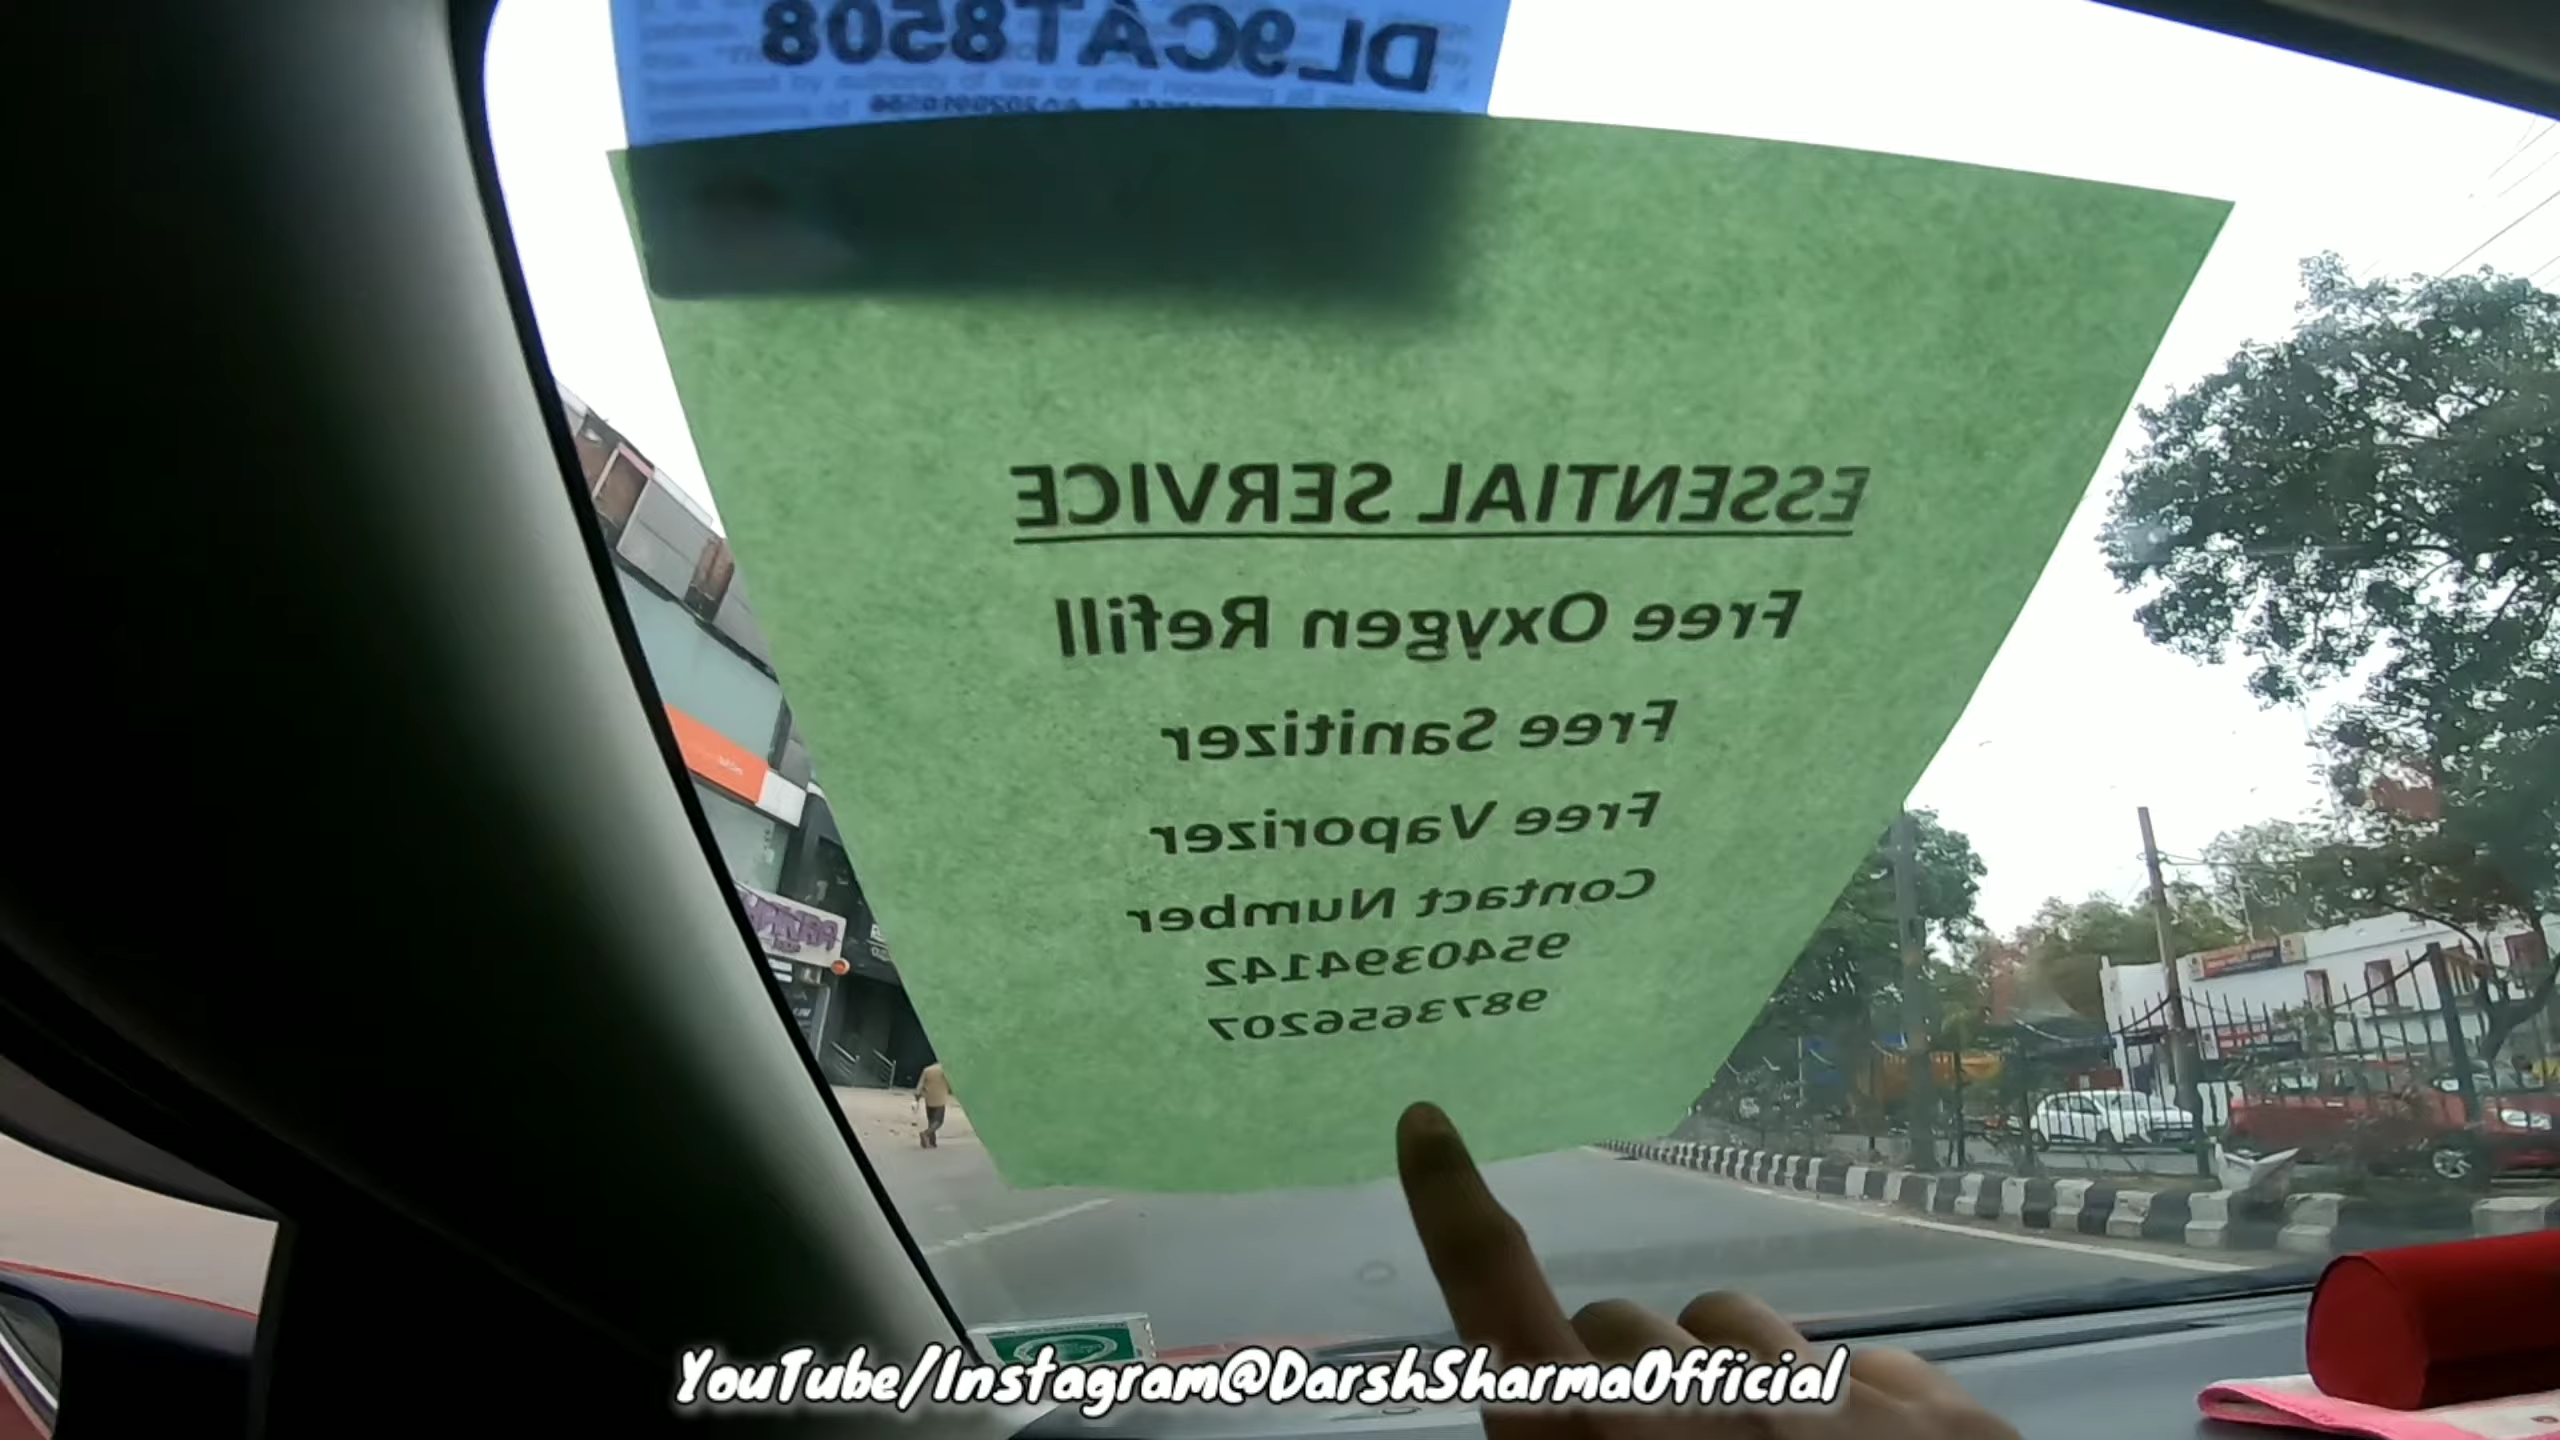 DL9CAT8508
ESSENTIAL SERVICE
Free Oxygen Refill
Free Sanitizer
Free Vaporizer
Contact Number
9540394142
9873656207
YouTube/Instagram@DarshSharmaOfficial